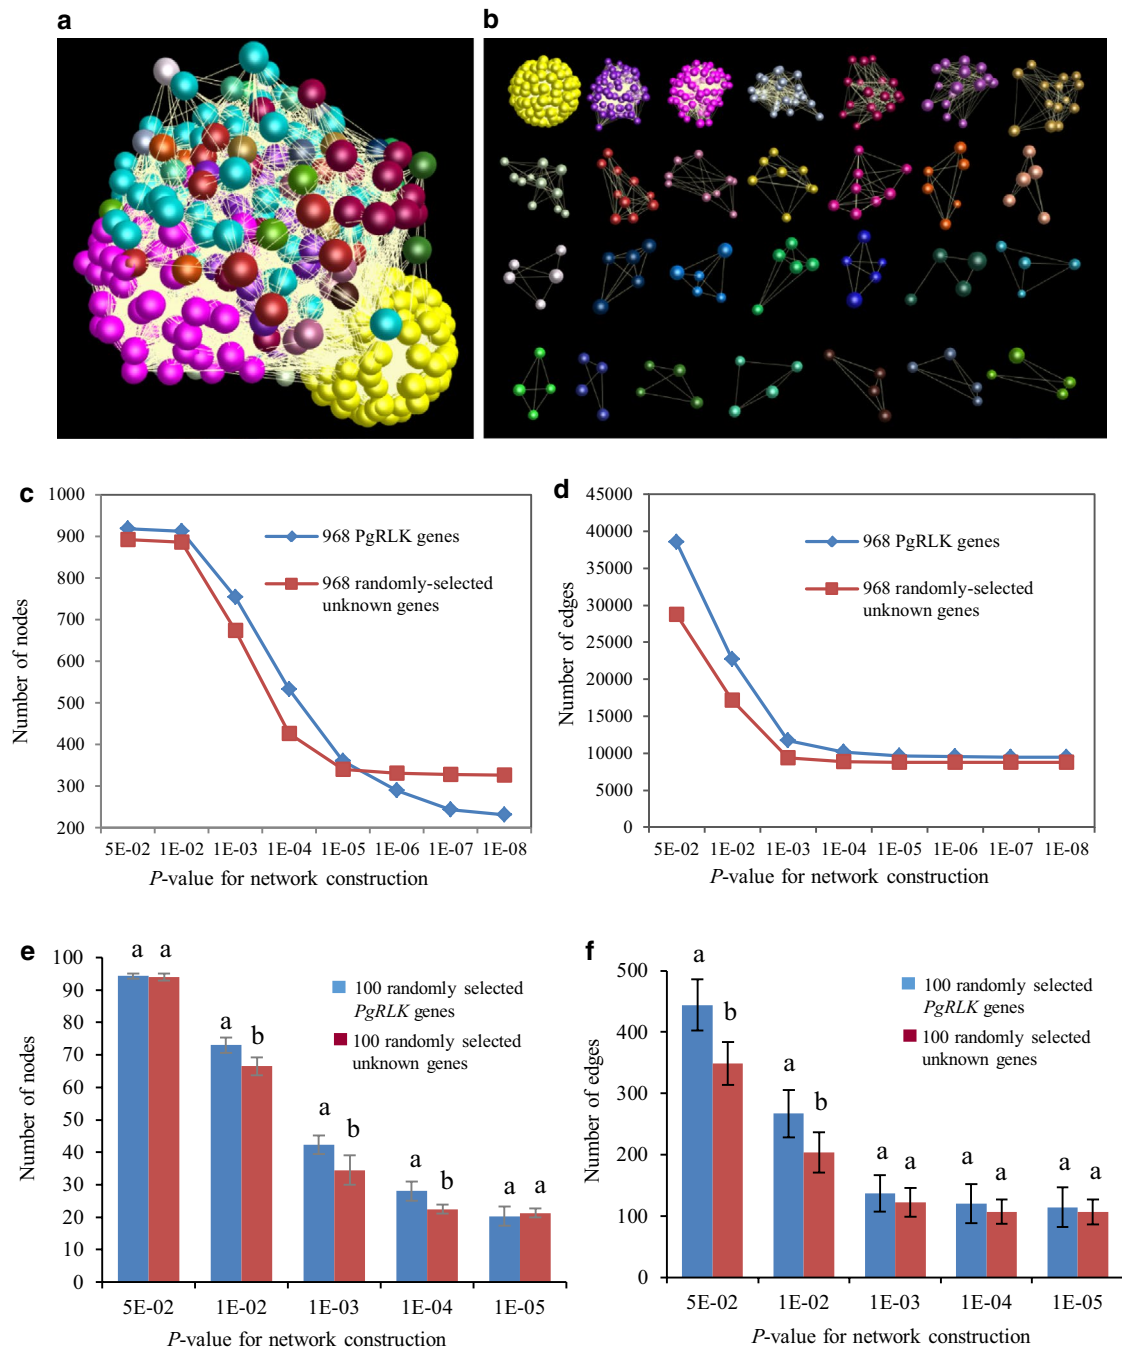 a
b
c
1000
900
800
700
600
500
400
300
200
Number of nodes
968 PgRLK genes
968 randomly-selected
unknown genes
5E-02 1E-02 1E-03 1E-04 1E-05 1E-06 1E-07 1E-08
P-value for network construction
d
45000
40000
35000
30000
25000
20000
15000
10000
5000
0
Number of edges
968 PgRLK genes
968 randomly-selected
unknown genes
5E-02 1E-02 1E-03 1E-04 1E-05 1E-06 1E-07 1E-08
P-value for network construction
e
100
90
80
70
60
50
40
30
20
10
0
Number of nodes
a a
a b
a b
a b
a a
100 randomly selected
PgRLK genes
100 randomly selected
unknown genes
5E-02 1E-02 1E-03 1E-04 1E-05
P-value for network construction
f
500
400
300
200
100
0
Number of edges
a b
a b
a a
a a
a a
100 randomly selected
PgRLK genes
100 randomly selected
unknown genes
5E-02 1E-02 1E-03 1E-04 1E-05
P-value for network construction